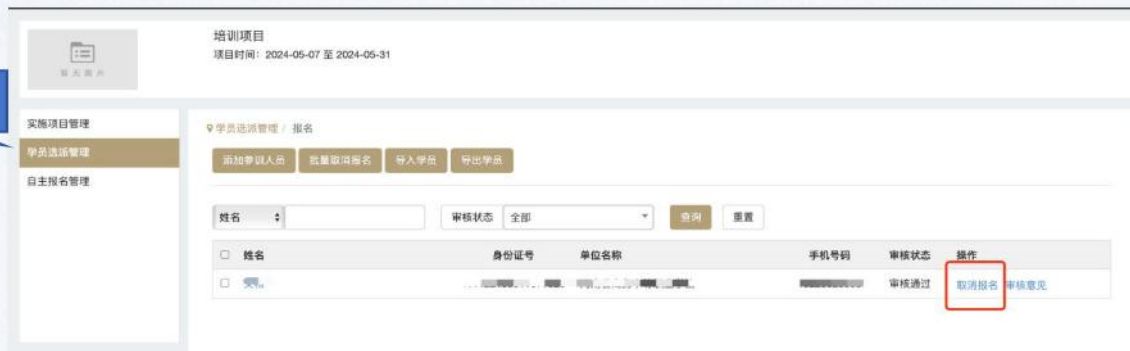 培训项目
项目时间：2024-05-07 至 2024-05-31
暂无图片
实施项目管理
学员选派管理
自主报名管理
学员选派管理 / 报名
添加参训人员 批量取消报名 导入学员 导出学员
姓名 审核状态 全部 查询 重置
姓名 身份证号 单位名称 手机号码 审核状态 操作
审核通过 取消报名 审核意见